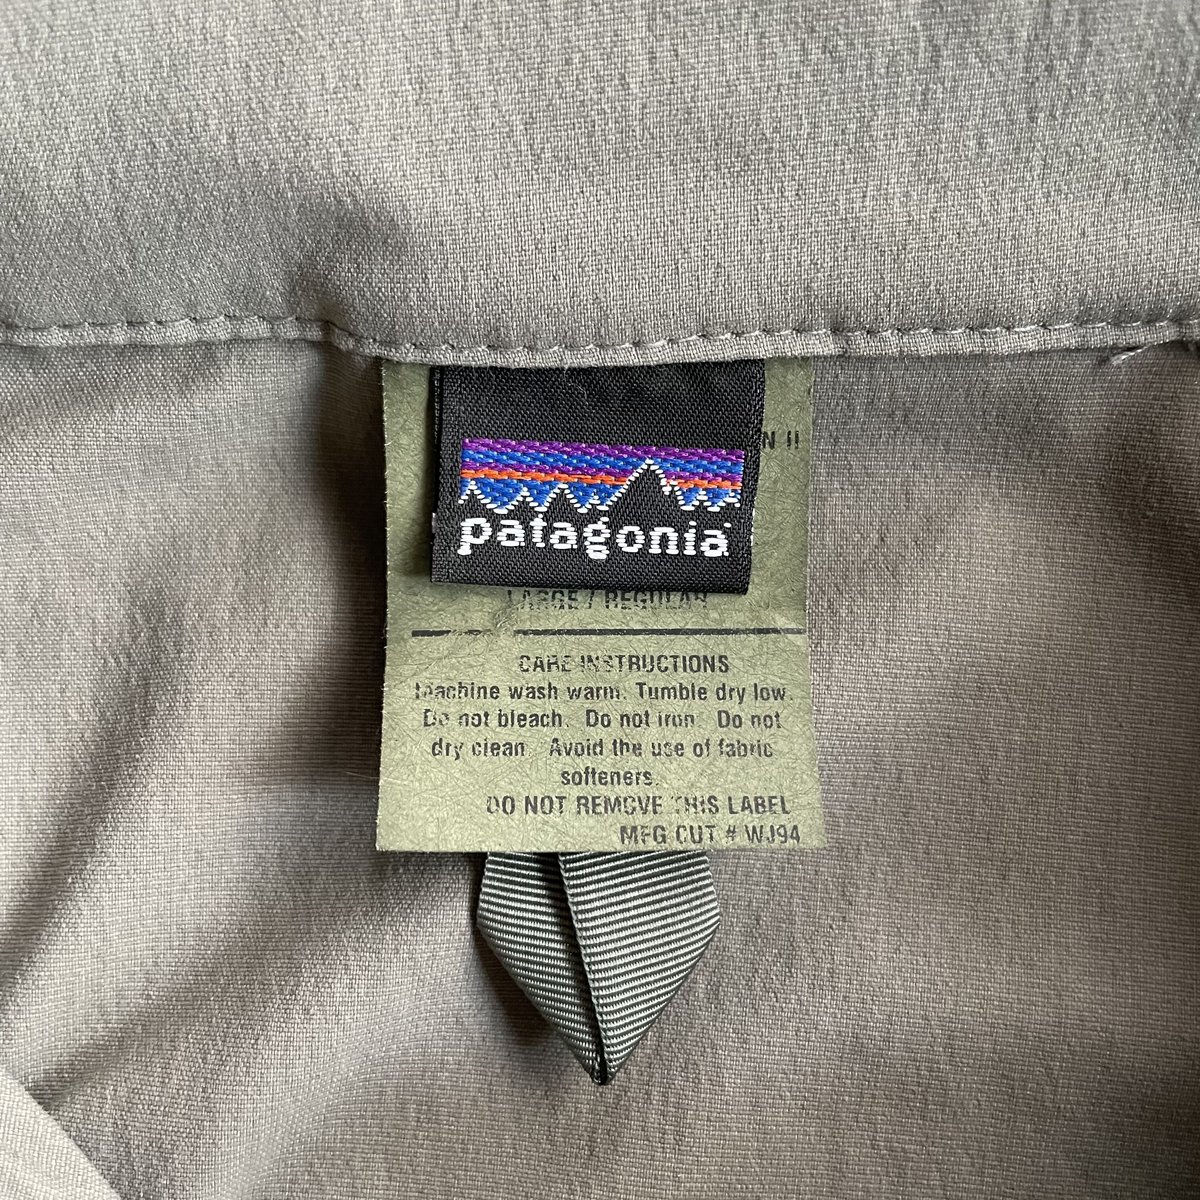 N II
patagonia
LARGE / REGULAR
CARE INSTRUCTIONS
Machine wash warm. Tumble dry low.
Do not bleach. Do not iron. Do not
dry clean. Avoid the use of fabric
softeners.
DO NOT REMOVE THIS LABEL
MFG CUT # WJ94